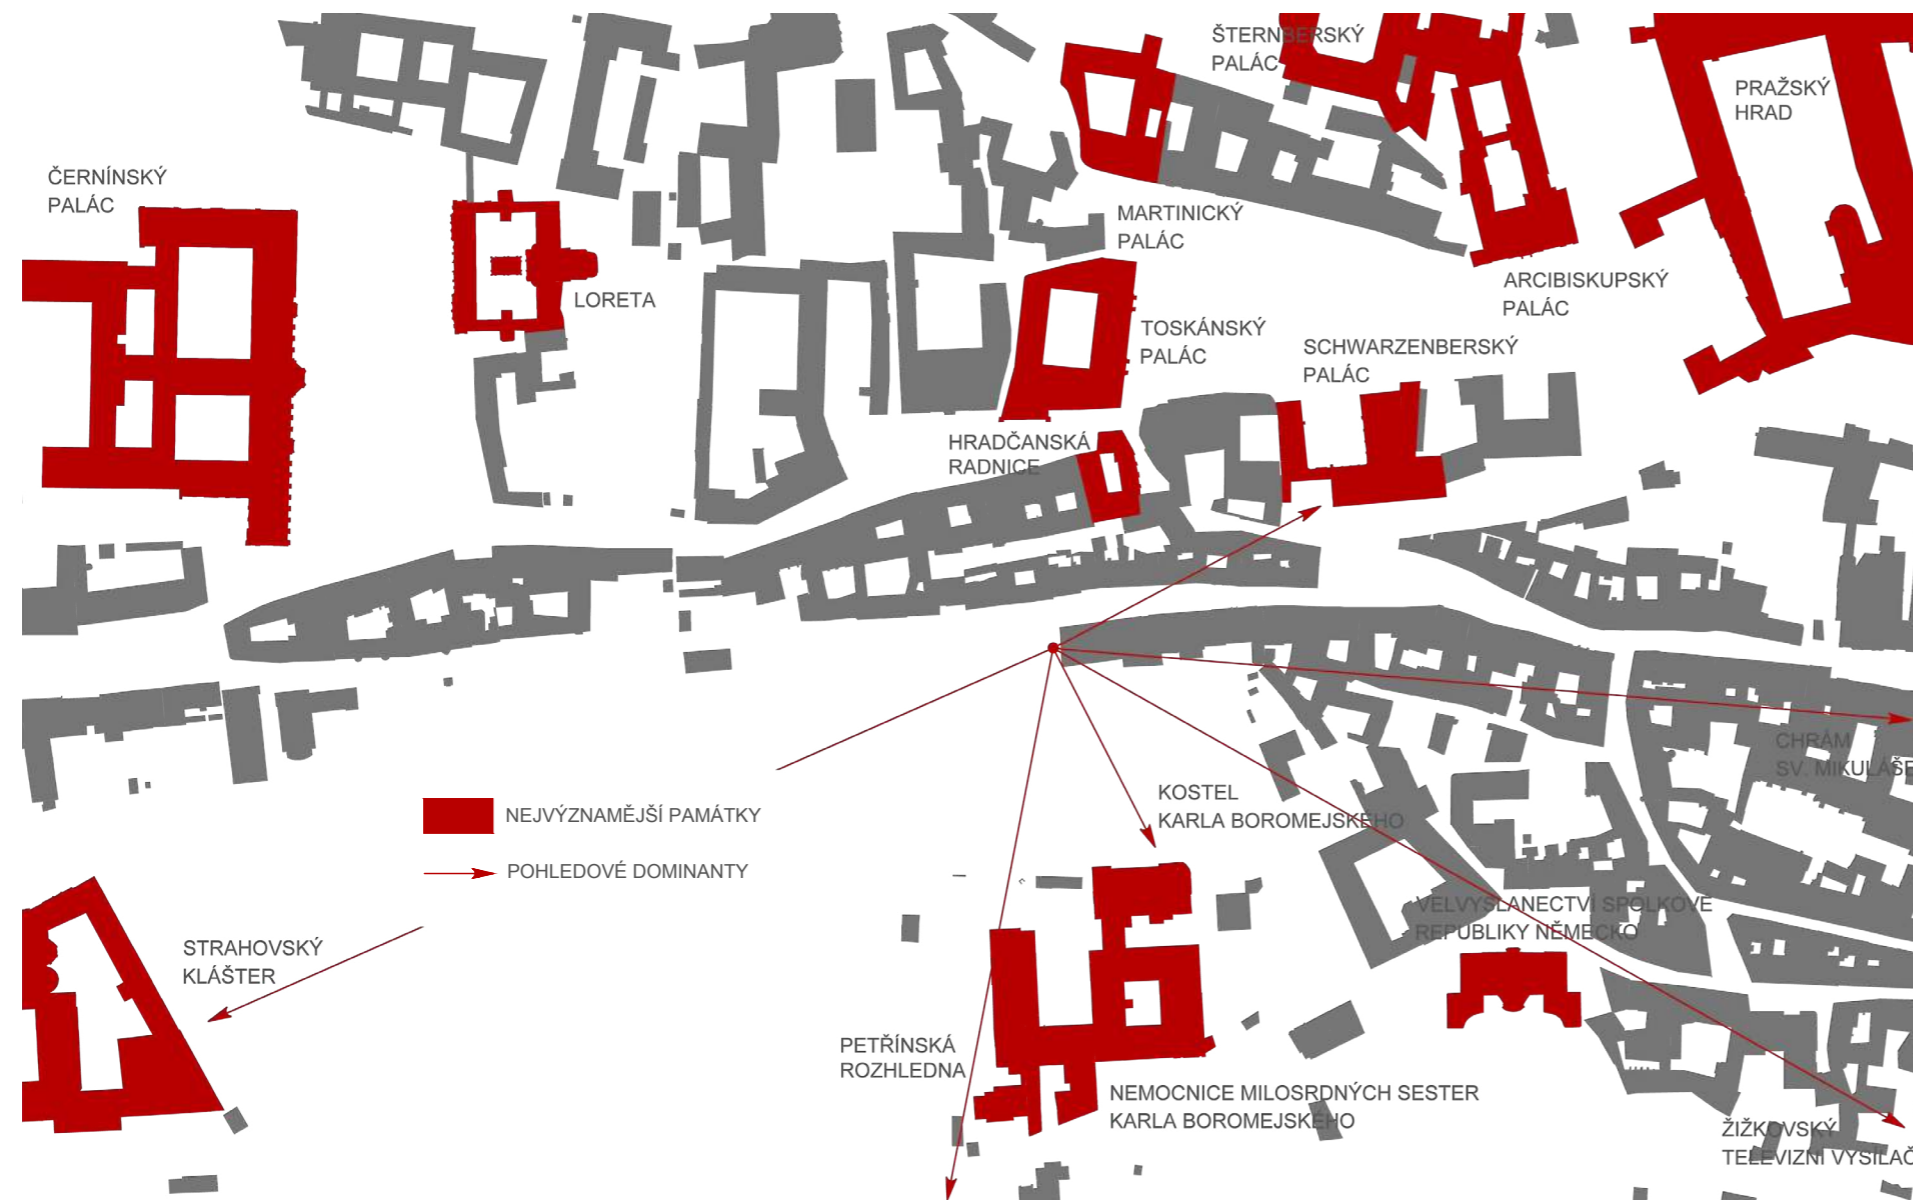 ŠTERNBERSKÝ
PALÁC
PRAŽSKÝ
HRAD
ČERNÍNSKÝ
PALÁC
MARTINICKÝ
PALÁC
LORETA
ARCIBISKUPSKÝ
PALÁC
TOSKÁNSKÝ
PALÁC
SCHWARZENBERSKÝ
PALÁC
HRADČANSKÁ
RADNICE
CHRÁM
SV. MIKULÁŠE
KOSTEL
KARLA BOROMEJSKÉHO
NEJVÝZNAMĚJŠÍ PAMÁTKY
POHLEDOVÉ DOMINANTY
VELVYSLANECTVÍ SPOLKOVÉ
REPUBLIKY NĚMECKO
STRAHOVSKÝ
KLÁŠTER
PETŘÍNSKÁ
ROZHLEDNA
NEMOCNICE MILOSRDNÝCH SESTER
KARLA BOROMEJSKÉHO
ŽIŽKOVSKÝ
TELEVIZNÍ VYSÍLAČ